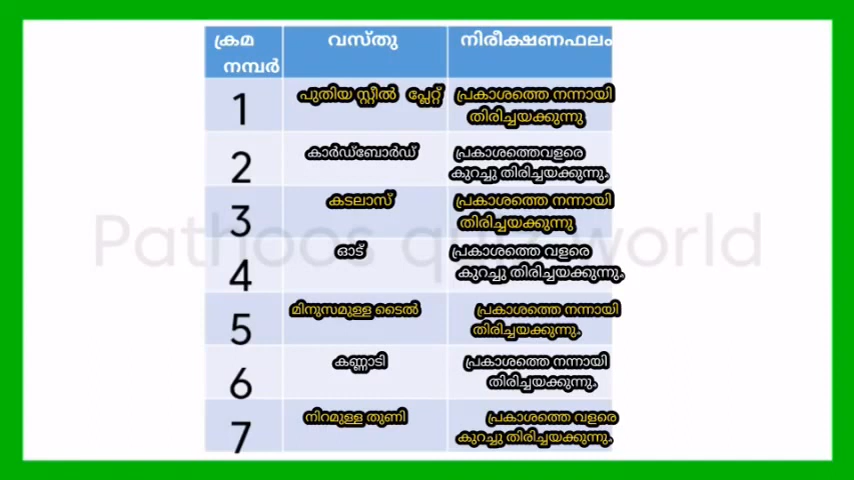 ക്രമ നമ്പർ വസ്തു നിരീക്ഷണഫലം
1 പുതിയ സ്റ്റീൽ പ്ലേറ്റ് പ്രകാശത്തെ നന്നായി
തിരിച്ചയക്കുന്നു
2 കാർഡ്ബോർഡ് പ്രകാശത്തെവളരെ
കുറച്ചു തിരിച്ചയക്കുന്നു.
3 കടലാസ് പ്രകാശത്തെ നന്നായി
തിരിച്ചയക്കുന്നു
Pathoos quiz world
4 ഓട് പ്രകാശത്തെ വളരെ
കുറച്ചു തിരിച്ചയക്കുന്നു.
5 മിനുസമുള്ള ടൈൽ പ്രകാശത്തെ നന്നായി
തിരിച്ചയക്കുന്നു.
6 കണ്ണാടി പ്രകാശത്തെ നന്നായി
തിരിച്ചയക്കുന്നു.
7 നിറമുള്ള തുണി പ്രകാശത്തെ വളരെ
കുറച്ചു തിരിച്ചയക്കുന്നു.